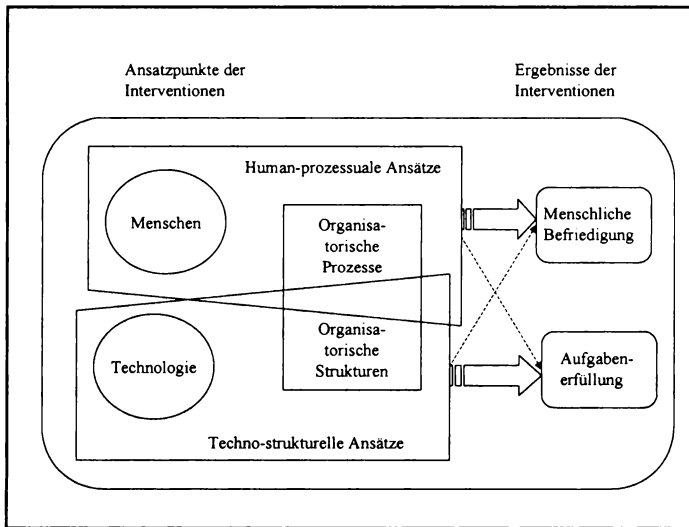 Ansatzpunkte der
Interventionen
Ergebnisse der
Interventionen
Human-prozessuale Ansätze
Menschen
Organisa-
torische
Prozesse
Menschliche
Befriedigung
Organisa-
torische
Strukturen
Technologie
Aufgaben-
erfüllung
Techno-strukturelle Ansätze